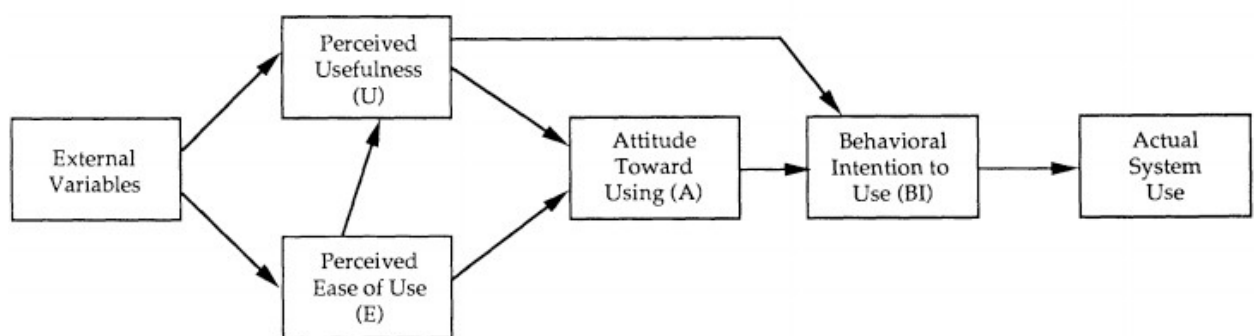 External
Variables
Perceived
Usefulness
(U)
Perceived
Ease of Use
(E)
Attitude
Toward
Using (A)
Behavioral
Intention to
Use (BI)
Actual
System
Use